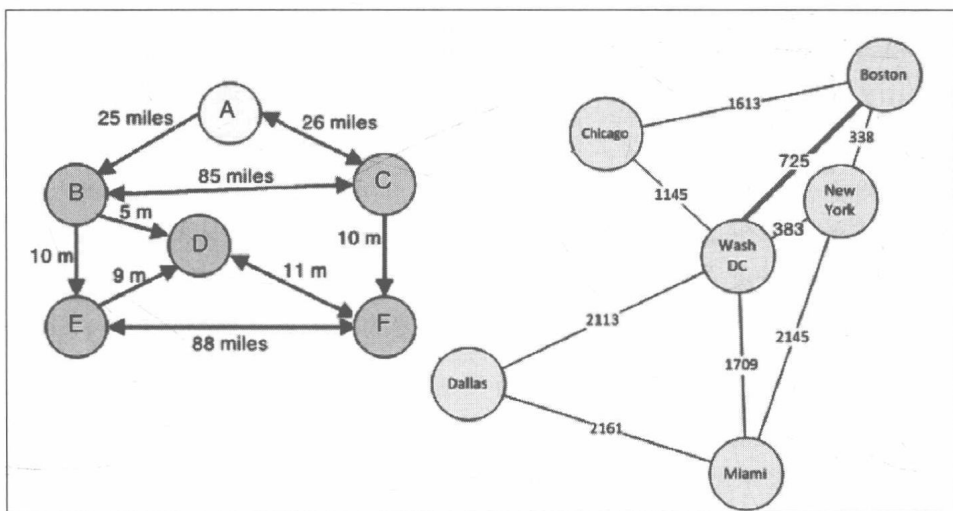 A
25 miles
26 miles
B
85 miles
C
5 m
D
10 m
10 m
9 m
11 m
E
88 miles
F
Boston
1613
Chicago
338
725
1145
New
York
383
Wash
DC
2113
2145
1709
Dallas
2161
Miami